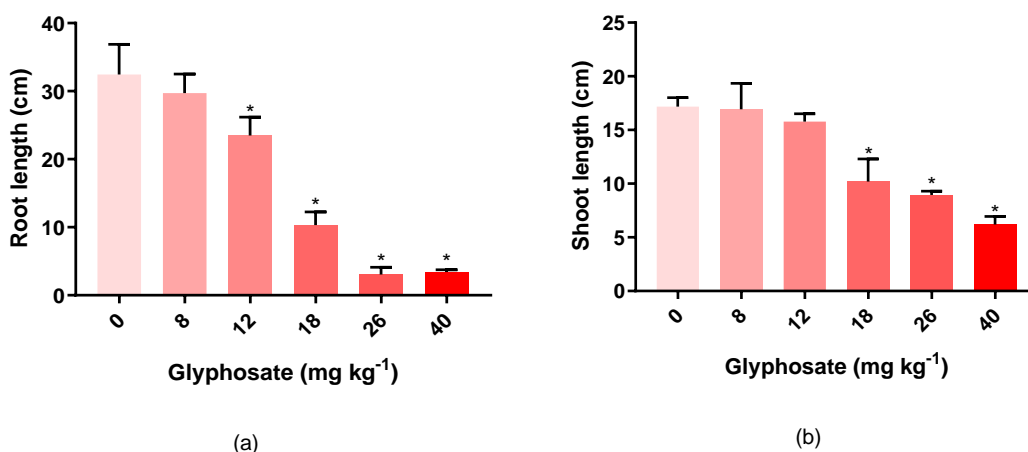 Root length (cm)
40
30
20
10
0
*
*
*
*
0 8 12 18 26 40
Glyphosate (mg kg⁻¹)
(a)
Shoot length (cm)
25
20
15
10
5
0
*
*
*
0 8 12 18 26 40
Glyphosate (mg kg⁻¹)
(b)